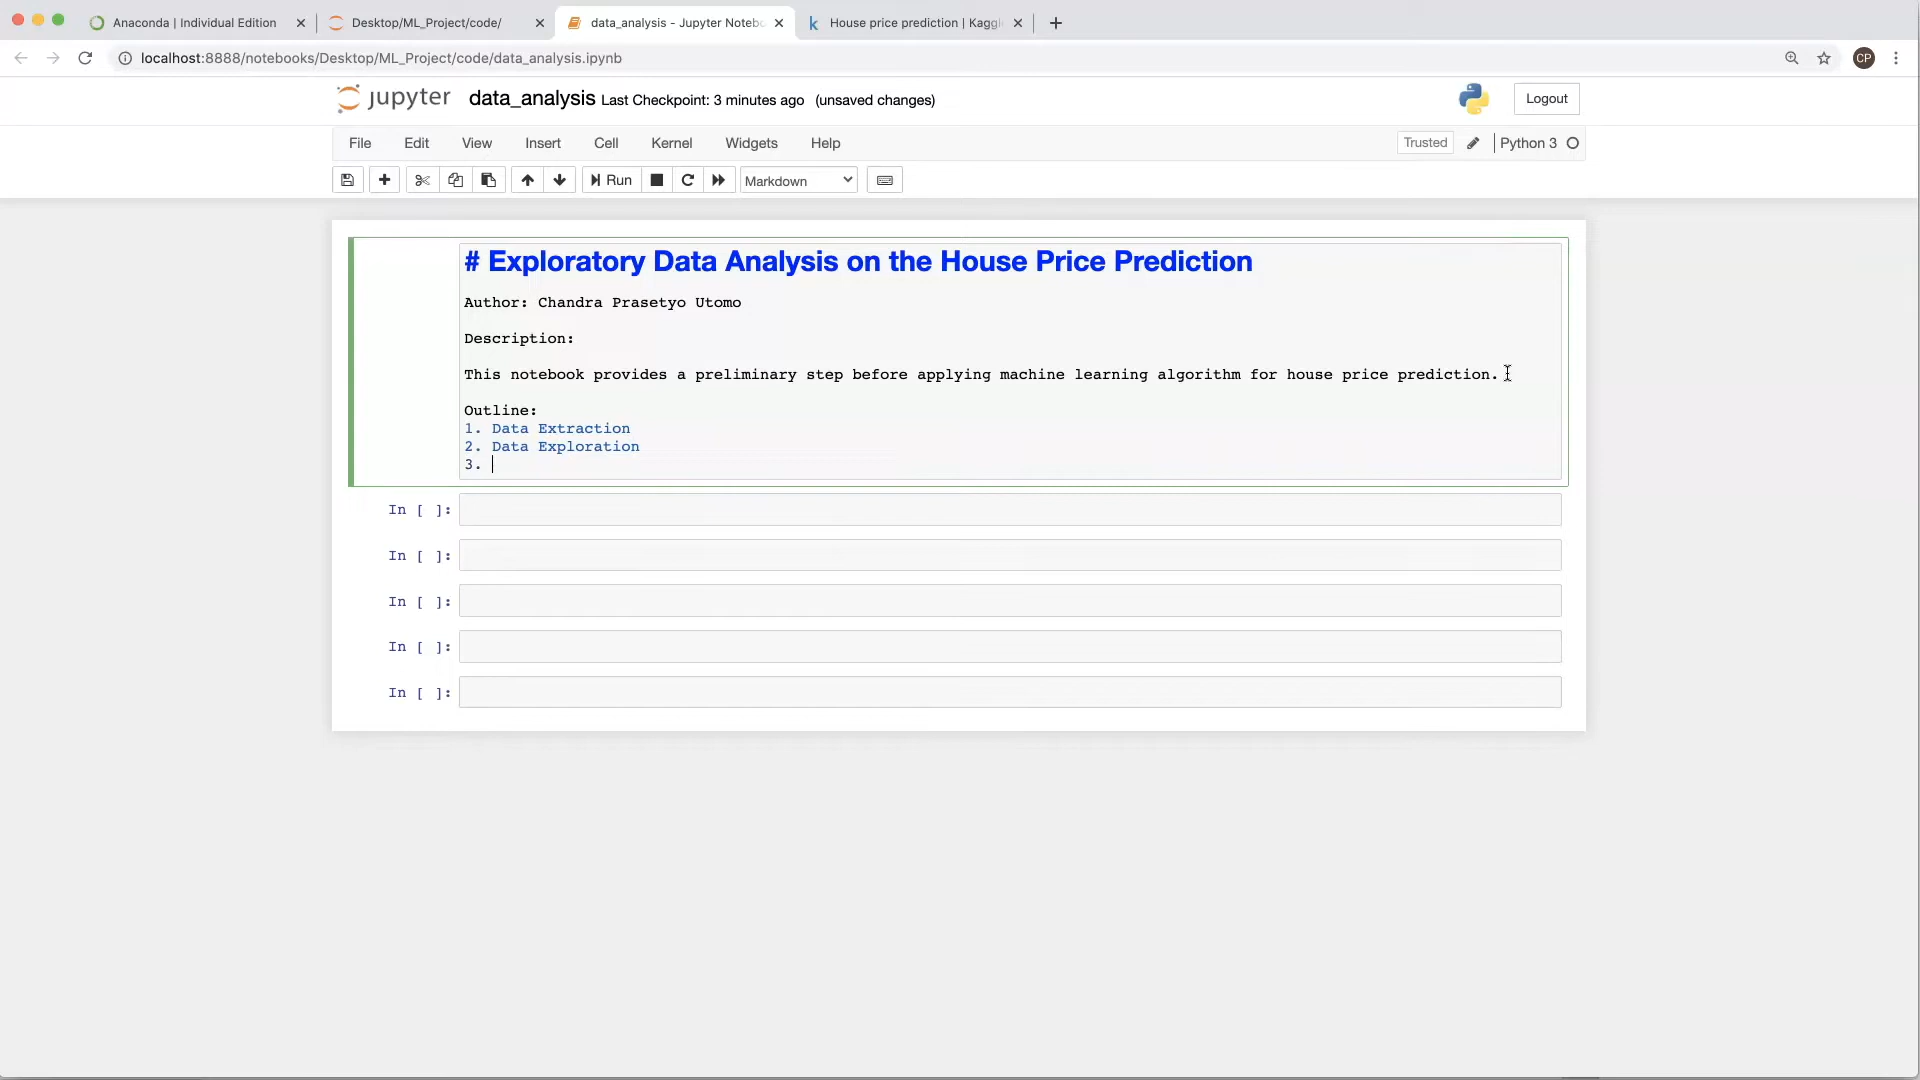 Anaconda | Individual Edition
Desktop/ML_Project/code/
data_analysis - Jupyter Notebo
House price prediction | Kaggl
localhost:8888/notebooks/Desktop/ML_Project/code/data_analysis.ipynb
CP
jupyter data_analysis Last Checkpoint: 3 minutes ago (unsaved changes)
Logout
File Edit View Insert Cell Kernel Widgets Help
Trusted
Python 3
Run
Markdown
# Exploratory Data Analysis on the House Price Prediction
Author: Chandra Prasetyo Utomo
Description:
This notebook provides a preliminary step before applying machine learning algorithm for house price prediction.
Outline:
1. Data Extraction
2. Data Exploration
3.
In [ ]:
In [ ]:
In [ ]:
In [ ]:
In [ ]: